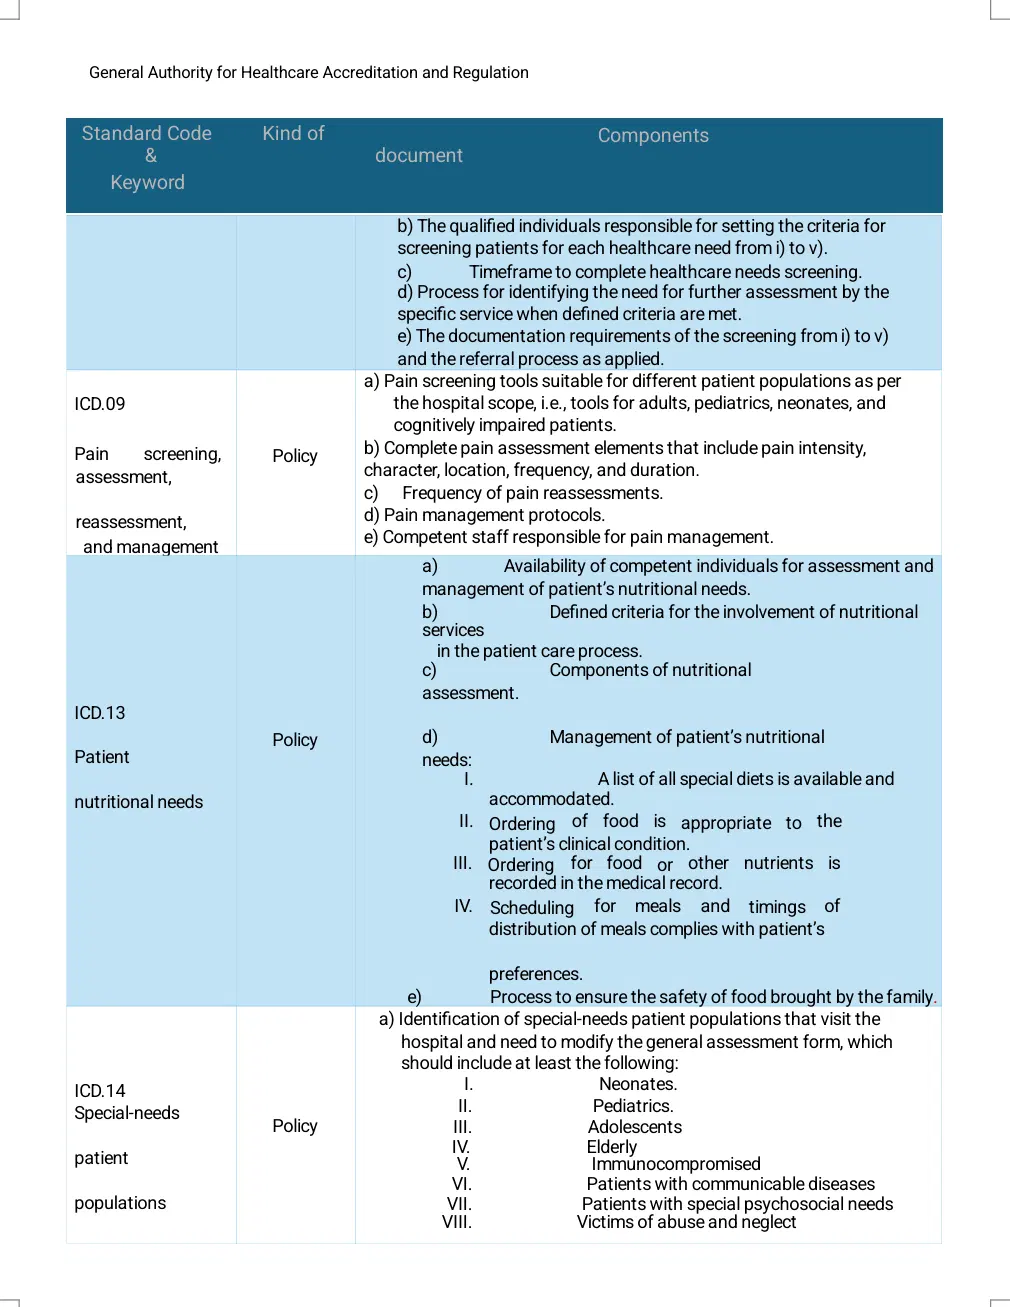 General Authority for Healthcare Accreditation and Regulation
Standard Code
&
Keyword
Kind of
document
Components
b) The qualified individuals responsible for setting the criteria for
screening patients for each healthcare need from i) to v).
c) Timeframe to complete healthcare needs screening.
d) Process for identifying the need for further assessment by the
specific service when defined criteria are met.
e) The documentation requirements of the screening from i) to v)
and the referral process as applied.
ICD.09
Pain screening,
assessment,
reassessment,
and management
Policy
a) Pain screening tools suitable for different patient populations as per
the hospital scope, i.e., tools for adults, pediatrics, neonates, and
cognitively impaired patients.
b) Complete pain assessment elements that include pain intensity,
character, location, frequency, and duration.
c) Frequency of pain reassessments.
d) Pain management protocols.
e) Competent staff responsible for pain management.
ICD.13
Patient
nutritional needs
Policy
a) Availability of competent individuals for assessment and
management of patient’s nutritional needs.
b) Defined criteria for the involvement of nutritional
services
in the patient care process.
c) Components of nutritional
assessment.
d) Management of patient’s nutritional
needs:
I. A list of all special diets is available and
accommodated.
II. Ordering of food is appropriate to the
patient’s clinical condition.
III. Ordering for food or other nutrients is
recorded in the medical record.
IV. Scheduling for meals and timings of
distribution of meals complies with patient’s
preferences.
e) Process to ensure the safety of food brought by the family.
ICD.14
Special-needs
patient
populations
Policy
a) Identification of special-needs patient populations that visit the
hospital and need to modify the general assessment form, which
should include at least the following:
I. Neonates.
II. Pediatrics.
III. Adolescents
IV. Elderly
V. Immunocompromised
VI. Patients with communicable diseases
VII. Patients with special psychosocial needs
VIII. Victims of abuse and neglect